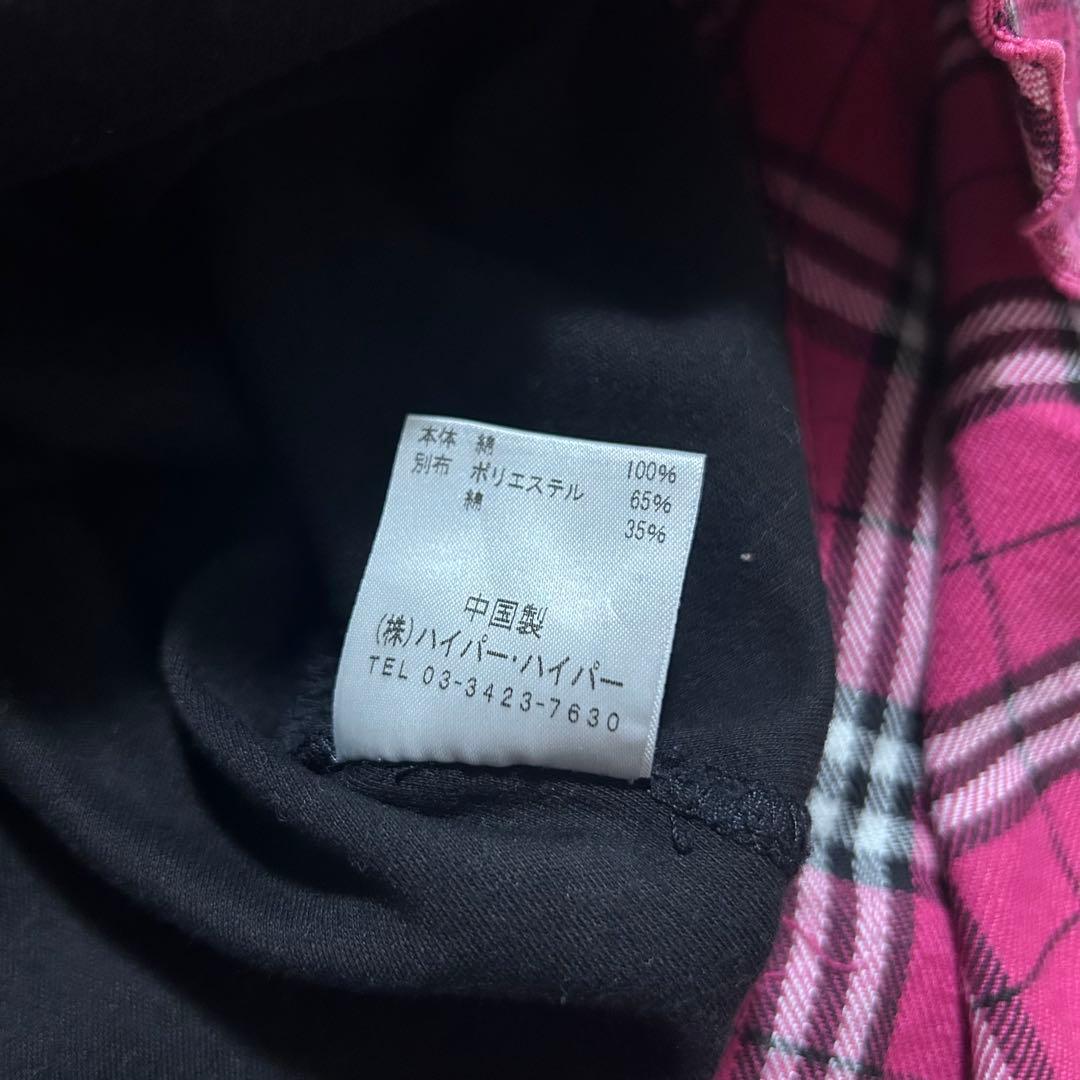 本体 綿 100%
別布 ポリエステル 65%
綿 35%
中国製
(株)ハイパー・ハイパー
TEL 03-3423-7630